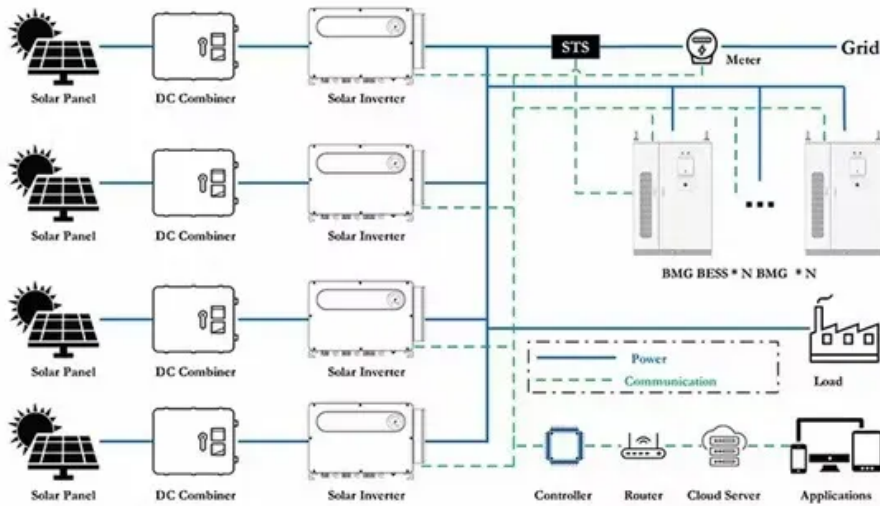 STS
Meter
Grid
Solar Panel
DC Combiner
Solar Inverter
Solar Panel
DC Combiner
Solar Inverter
BMG BESS * N BMG * N
Solar Panel
DC Combiner
Solar Inverter
Power
Communication
Load
Solar Panel
DC Combiner
Solar Inverter
Controller
Router
Cloud Server
Applications